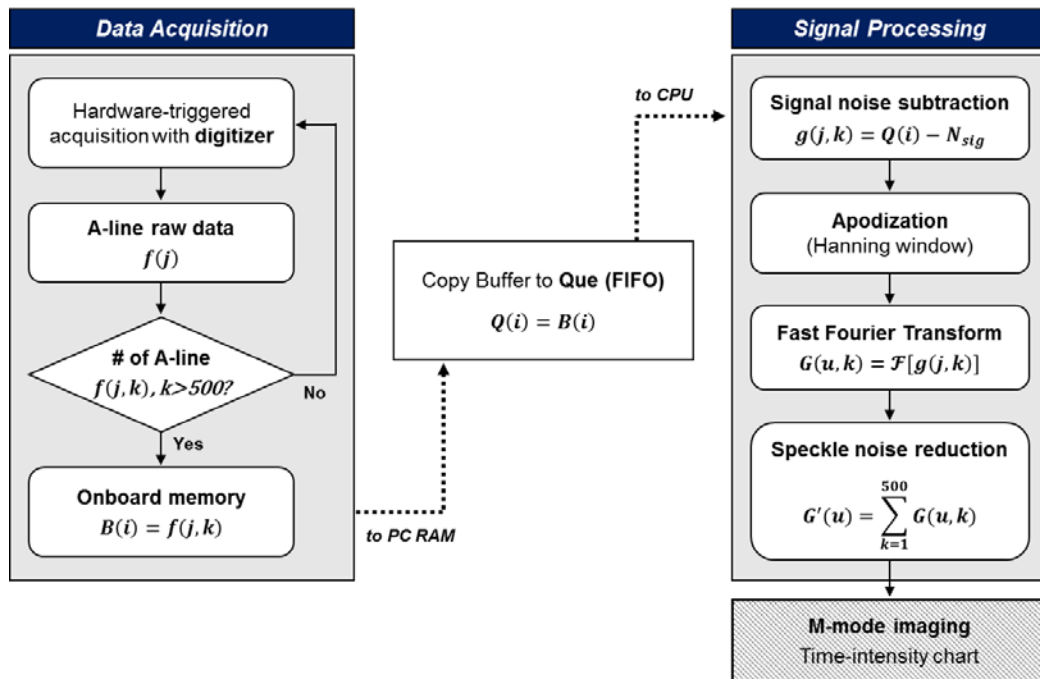 Data Acquisition
Hardware-triggered
acquisition with digitizer
A-line raw data
f(j)
# of A-line
f(j, k), k>500?
No
Yes
Onboard memory
B(i) = f(j, k)
to PC RAM
Copy Buffer to Que (FIFO)
Q(i) = B(i)
to CPU
Signal Processing
Signal noise subtraction
g(j, k) = Q(i) − N_sig
Apodization
(Hanning window)
Fast Fourier Transform
G(u, k) = ℱ[g(j, k)]
Speckle noise reduction
500
G′(u) = ∑ G(u, k)
k=1
M-mode imaging
Time-intensity chart